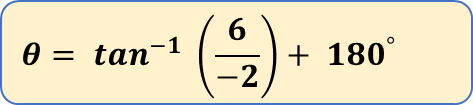 θ = tan⁻¹ (6/−2) + 180°